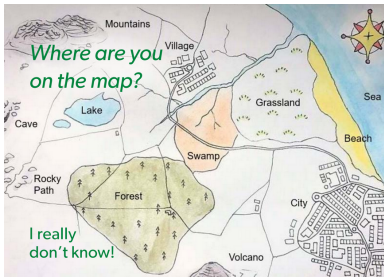 Mountains
Where are you
on the map?
Village
Lake
Grassland
Sea
Cave
Beach
Swamp
Rocky
Path
Forest
City
I really
don't know!
Volcano